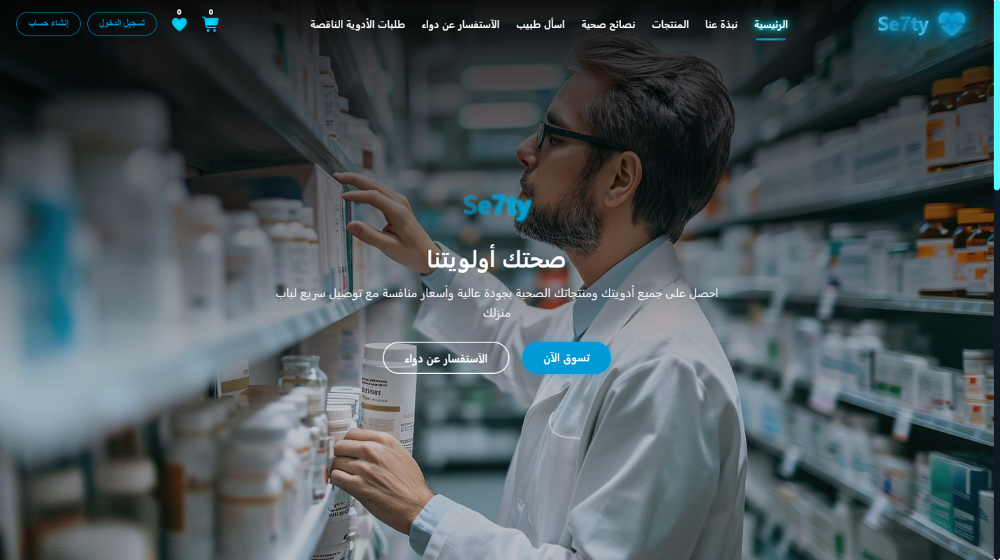 Se7ty
الرئيسية
نبذة عنا
المنتجات
نصائح صحية
اسأل طبيب
الآستفسار عن دواء
طلبات الأدوية الناقصة
0
0
تسجيل الدخول
إنشاء حساب
Se7ty
صحتك أولويتنا
احصل على جميع أدويتك ومنتجاتك الصحية بجودة عالية وأسعار منافسة مع توصيل سريع لباب
منزلك
تسوق الآن
الآستفسار عن دواء